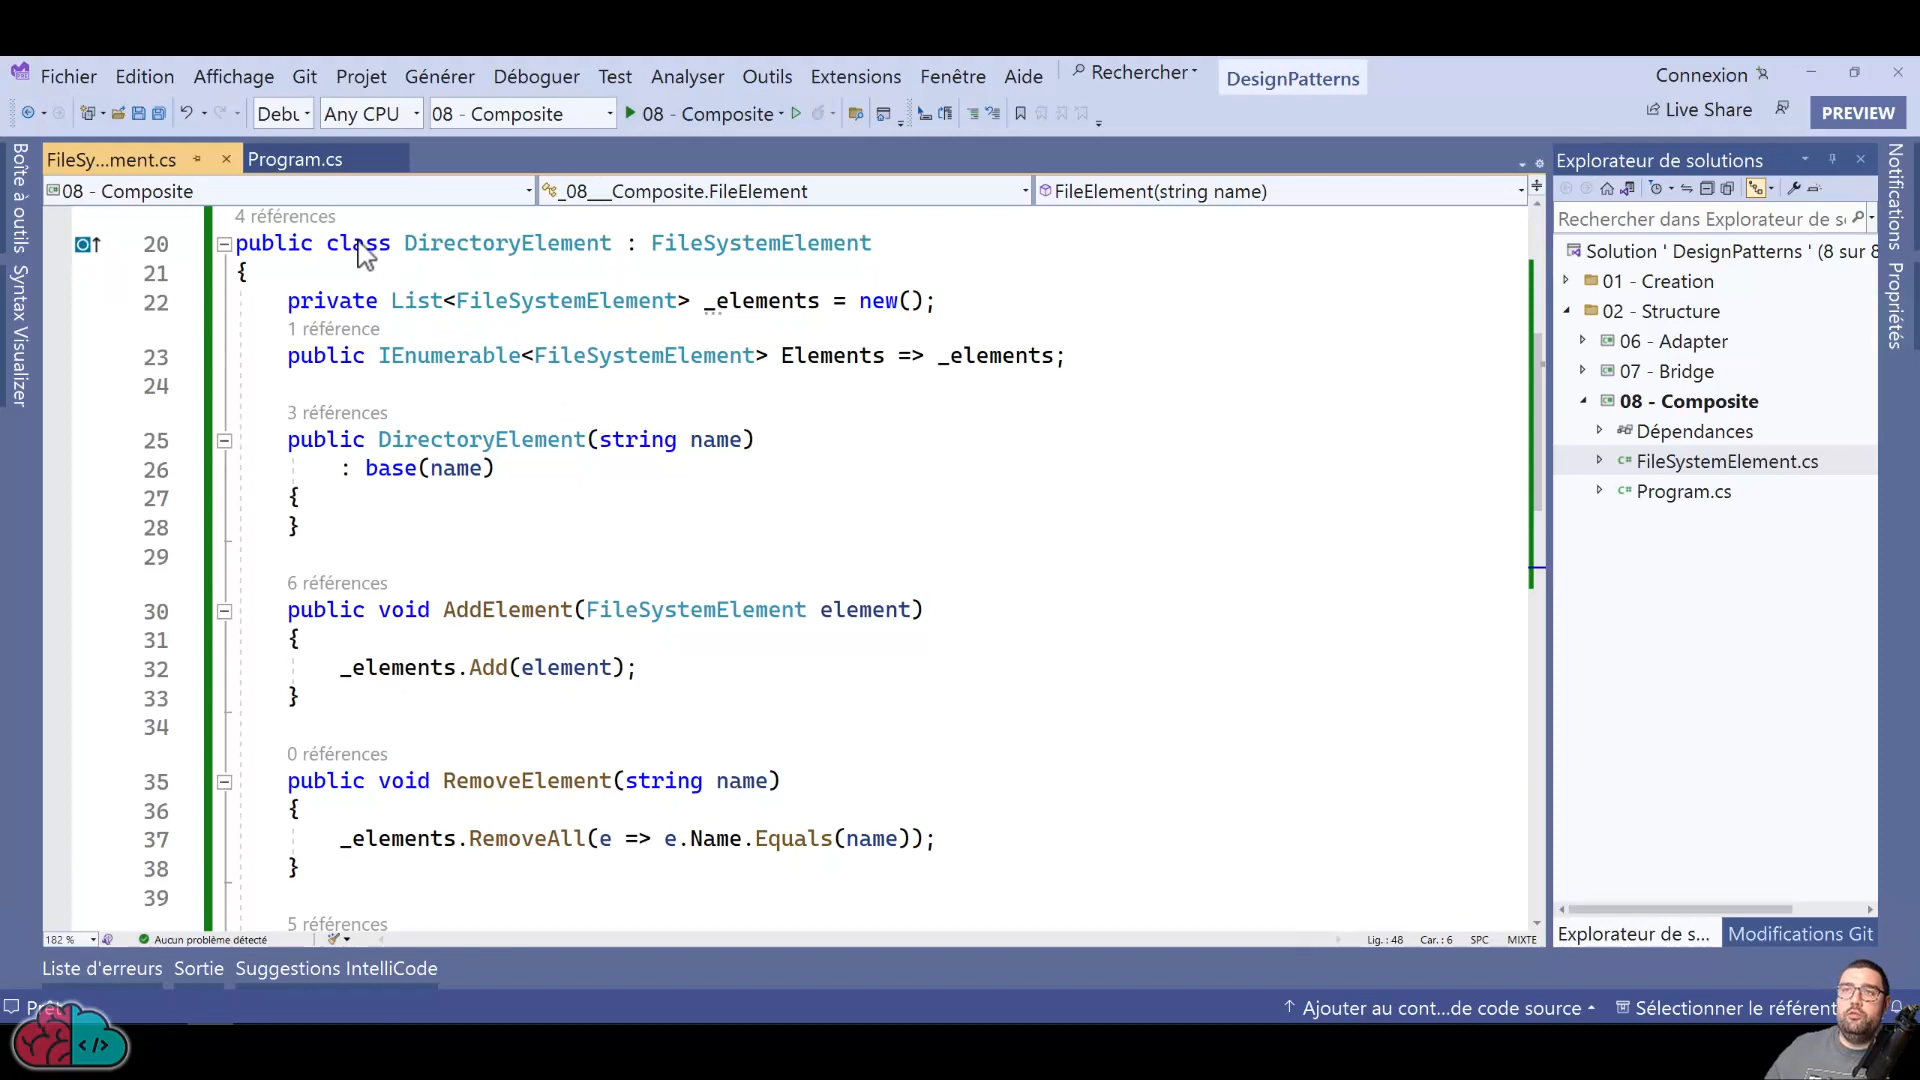 Fichier Edition Affichage Git Projet Générer Déboguer Test Analyser Outils Extensions Fenêtre Aide Rechercher DesignPatterns Connexion
Debu Any CPU 08 - Composite 08 - Composite Live Share PREVIEW
FileSy...ment.cs Program.cs
08 - Composite _08___Composite.FileElement FileElement(string name)
4 références
20 public class DirectoryElement : FileSystemElement
21 {
22 private List<FileSystemElement> _elements = new();
1 référence
23 public IEnumerable<FileSystemElement> Elements => _elements;
24
3 références
25 public DirectoryElement(string name)
26 : base(name)
27 {
28 }
29
6 références
30 public void AddElement(FileSystemElement element)
31 {
32 _elements.Add(element);
33 }
34
0 références
35 public void RemoveElement(string name)
36 {
37 _elements.RemoveAll(e => e.Name.Equals(name));
38 }
39
5 références
182 % Aucun problème détecté Lig. : 48 Car. : 6 SPC MIXTE
Boîte à outils
Syntax Visualizer
Explorateur de solutions
Rechercher dans Explorateur de s
Solution ' DesignPatterns ' (8 sur 8
01 - Creation
02 - Structure
06 - Adapter
07 - Bridge
08 - Composite
Dépendances
C# FileSystemElement.cs
C# Program.cs
Explorateur de s... Modifications Git
Notifications
Propriétés
Liste d'erreurs Sortie Suggestions IntelliCode
Ajouter au cont...de code source Sélectionner le référent
</>